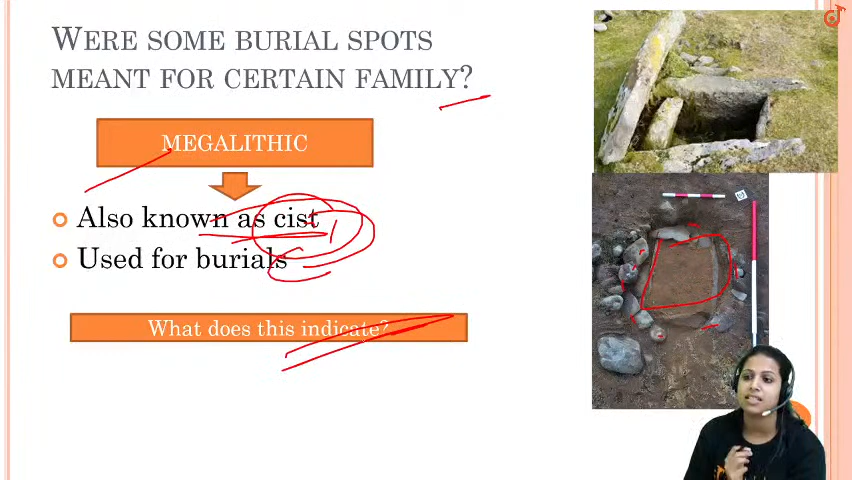 WERE SOME BURIAL SPOTS
MEANT FOR CERTAIN FAMILY?
MEGALITHIC
Also known as cist
Used for burials
What does this indicate?